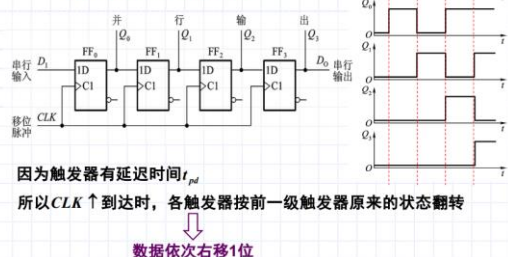 并 行 输 出
Q₀ Q₁ Q₂ Q₃
FF₀ FF₁ FF₂ FF₃
串行输入 D₁ 1D 1D 1D 1D D₀ 串行输出
C1 C1 C1 C1
移位脉冲 CLK
Q₀
O t
Q₁
O t
Q₂
O t
Q₃
O t
因为触发器有延迟时间tpd
所以CLK↑到达时，各触发器按前一级触发器原来的状态翻转
数据依次右移1位